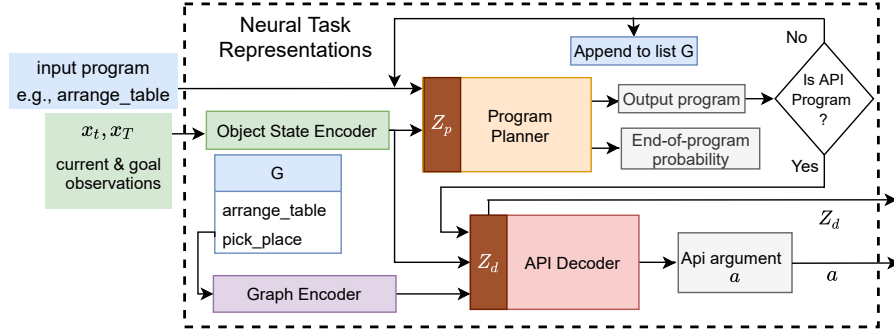 Neural Task
Representations
No
Append to list G
input program
e.g., arrange_table
Is API
Program
?
Z_p
Program
Planner
Output program
x_t, x_T
Object State Encoder
End-of-program
probability
current & goal
observations
G
Yes
arrange_table
pick_place
Z_d
Z_d
API Decoder
Api argument
a
a
Graph Encoder